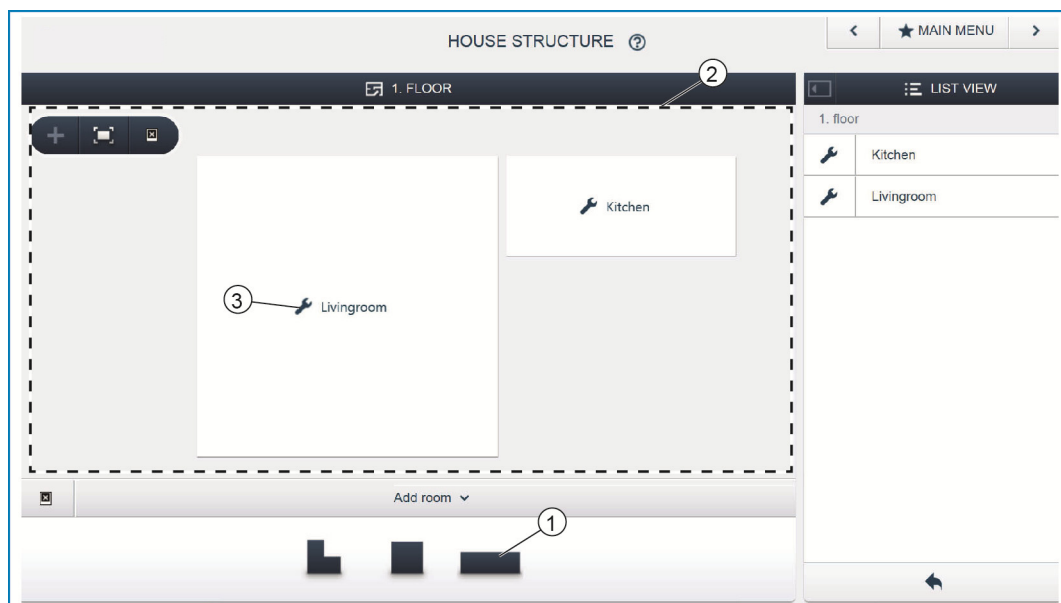 HOUSE STRUCTURE ?
MAIN MENU
1. FLOOR
2
LIST VIEW
1. floor
Kitchen
Livingroom
Kitchen
3
Livingroom
Add room
1